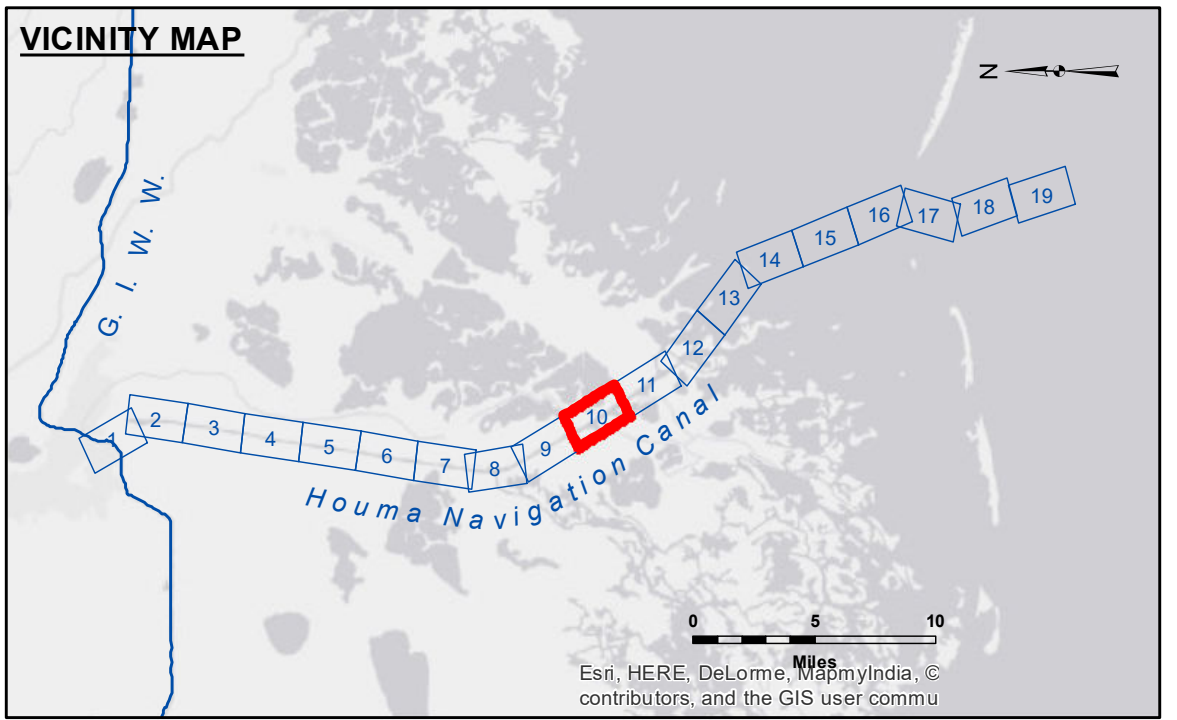 VICINITY MAP
N
G. I. W. W.
1
2
3
4
5
6
7
8
9
10
11
12
13
14
15
16
17
18
19
Houma Navigation Canal
0 5 10
Miles
Esri, HERE, DeLorme, MapmyIndia, ©
contributors, and the GIS user commu